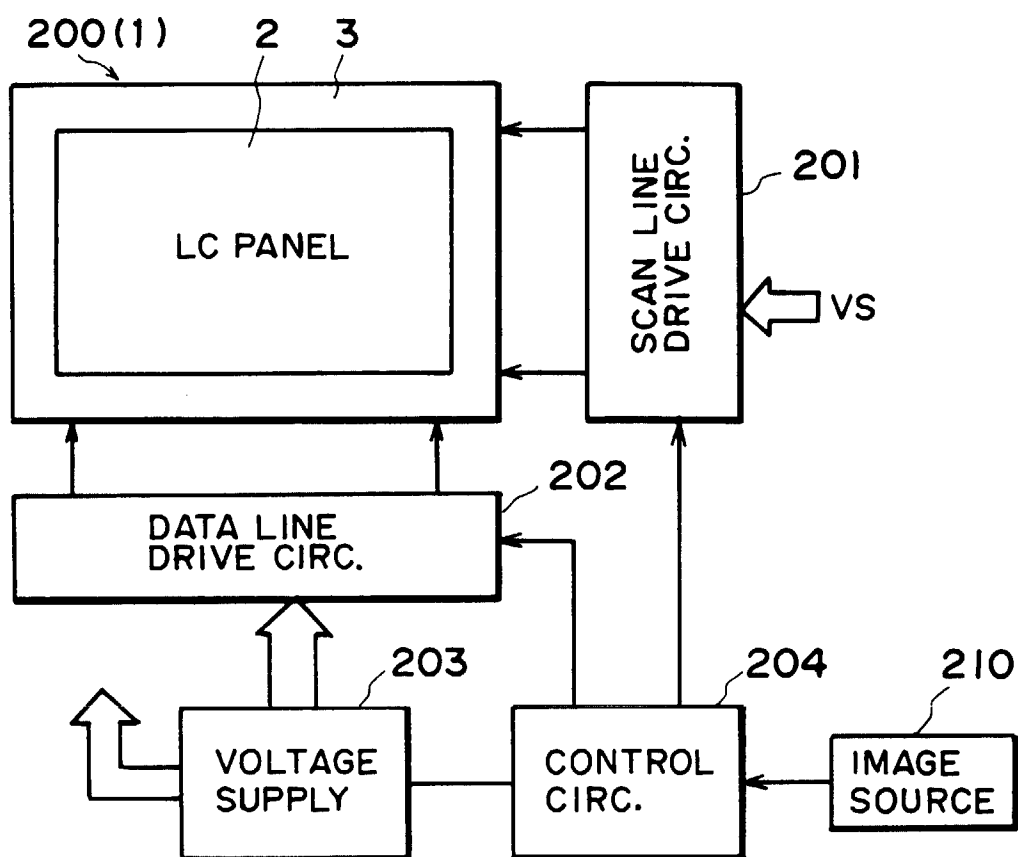 200(1)
2
3
LC PANEL
SCAN LINE
DRIVE CIRC.
201
VS
202
DATA LINE
DRIVE CIRC.
203
204
210
VOLTAGE
SUPPLY
CONTROL
CIRC.
IMAGE
SOURCE